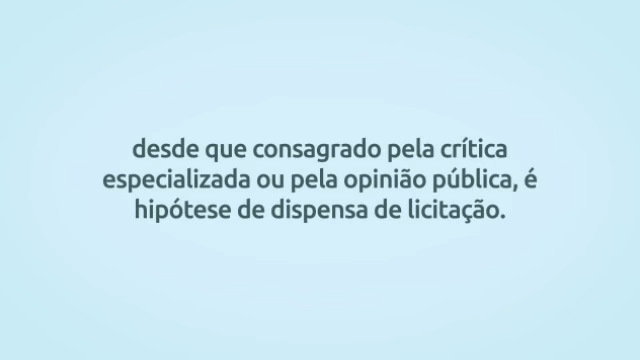 desde que consagrado pela crítica
especializada ou pela opinião pública, é
hipótese de dispensa de licitação.